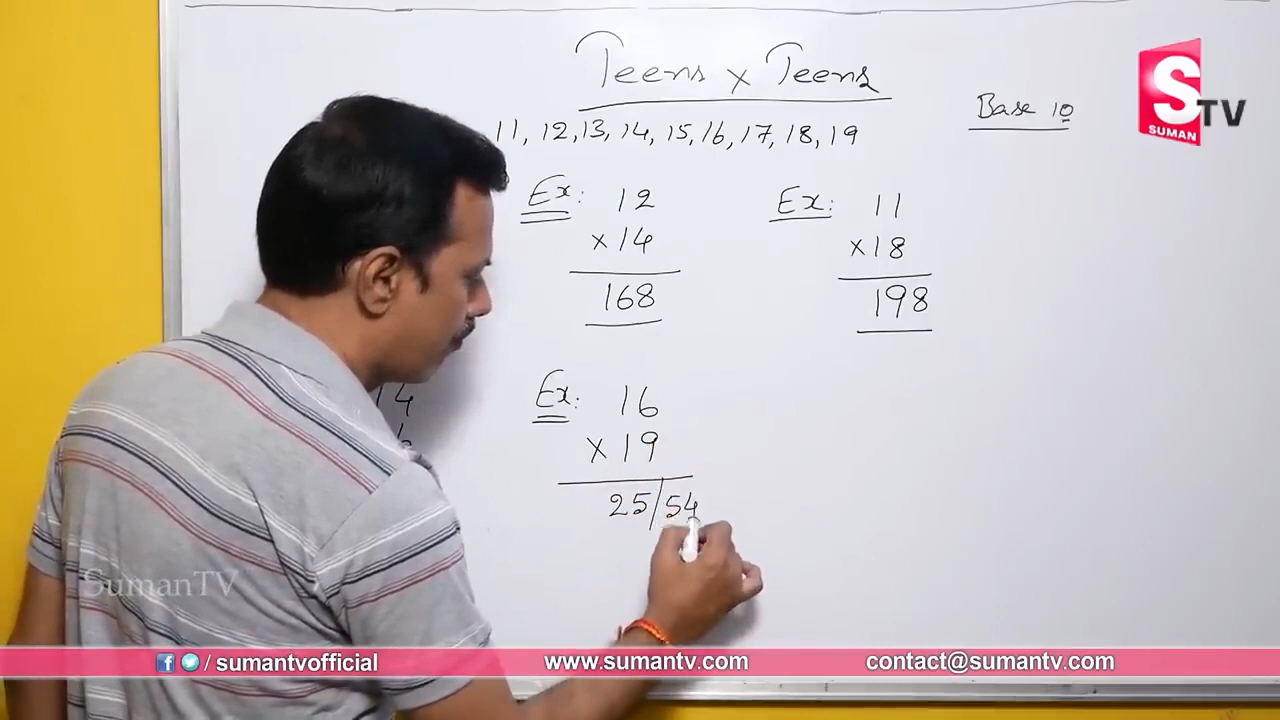 Teens x Teens
Base 10
S TV
SUMAN
11, 12, 13, 14, 15, 16, 17, 18, 19
Ex: 12
×14
168
Ex: 11
×18
198
14
Ex: 16
×19
25/54
SumanTV
/ sumantvofficial
www.sumantv.com
contact@sumantv.com